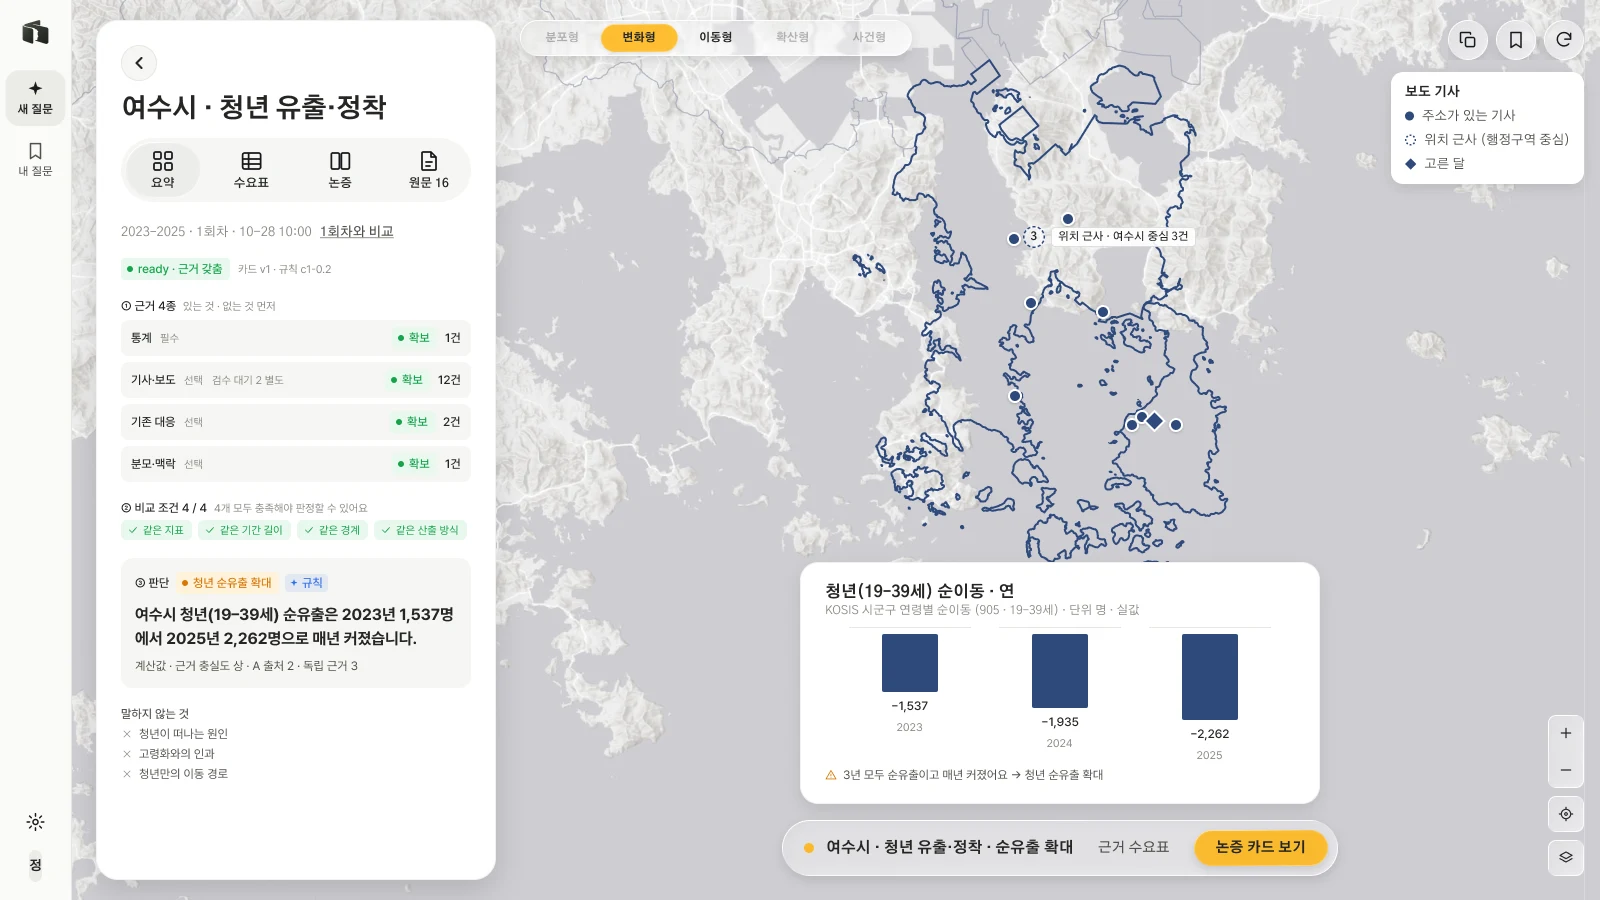 새 질문
내 질문
정
여수시 · 청년 유출·정착
요약
수요표
논증
원문 16
2023–2025 · 1회차 · 10–28 10:00 1회차와 비교
ready · 근거 갖춤 카드 v1 · 규칙 c1-0.2
① 근거 4종 있는 것 · 없는 것 먼저
통계 필수 확보 1건
기사·보도 선택 검수 대기 2 별도 확보 12건
기존 대응 선택 확보 2건
분모·맥락 선택 확보 1건
② 비교 조건 4 / 4 4개 모두 충족해야 판정할 수 있어요
같은 지표 같은 기간 길이 같은 경계 같은 산출 방식
③ 판단 청년 순유출 확대 + 규칙
여수시 청년(19–39세) 순유출은 2023년 1,537명
에서 2025년 2,262명으로 매년 커졌습니다.
계산값 · 근거 충실도 상 · A 출처 2 · 독립 근거 3
말하지 않는 것
× 청년이 떠나는 원인
× 고령화와의 인과
× 청년만의 이동 경로
분포형 변화형 이동형 확산형 사건형
보도 기사
주소가 있는 기사
위치 근사 (행정구역 중심)
고른 달
3 위치 근사 · 여수시 중심 3건
청년(19–39세) 순이동 · 연
KOSIS 시군구 연령별 순이동 (905 · 19–39세) · 단위 명 · 실값
−1,537
2023
−1,935
2024
−2,262
2025
3년 모두 순유출이고 매년 커졌어요 → 청년 순유출 확대
여수시 · 청년 유출·정착 · 순유출 확대 근거 수요표 논증 카드 보기